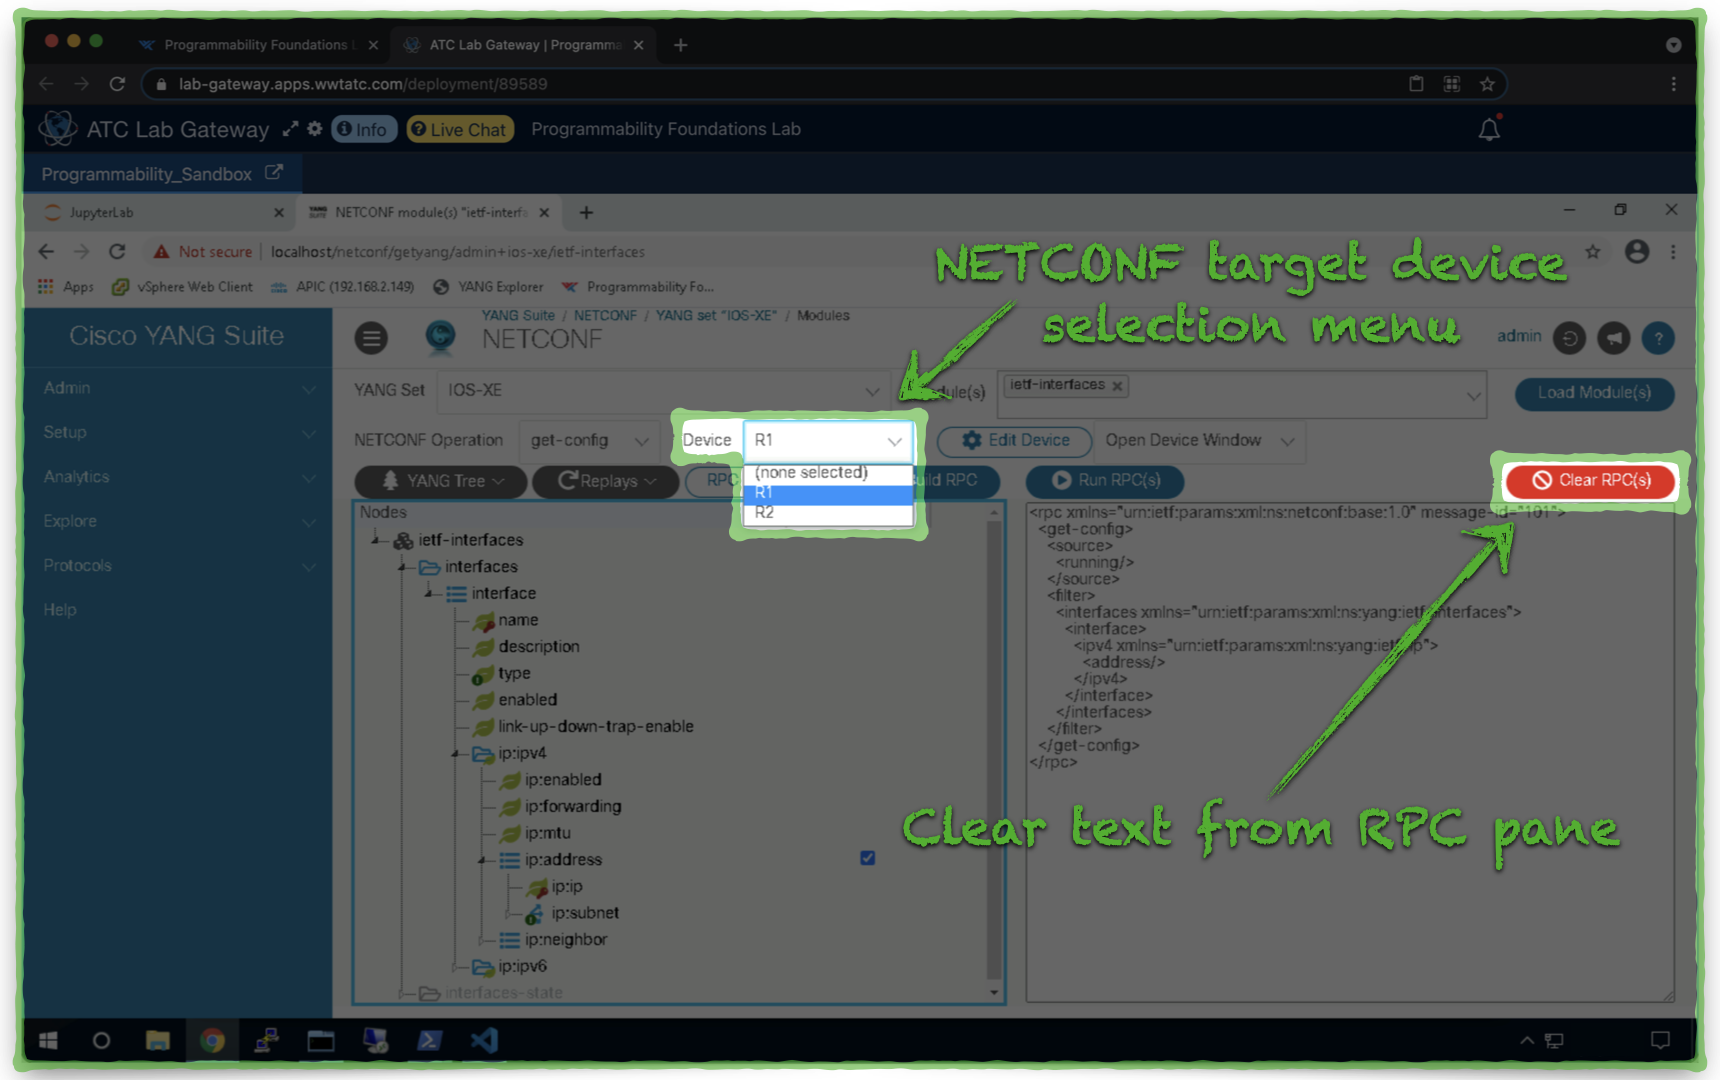 Programmability Foundations L
ATC Lab Gateway | Programma
lab-gateway.apps.wwtatc.com/deployment/89589
ATC Lab Gateway
Info
Live Chat
Programmability Foundations Lab
Programmability_Sandbox
JupyterLab
NETCONF module(s) "ietf-interfa
Not secure
localhost/netconf/getyang/admin+ios-xe/ietf-interfaces
Apps
vSphere Web Client
APIC (192.168.2.149)
YANG Explorer
Programmability Fo...
NETCONF target device
selection menu
Cisco YANG Suite
YANG Suite / NETCONF / YANG set "IOS-XE" / Modules
NETCONF
admin
?
Admin
Setup
Analytics
Explore
Protocols
Help
YANG Set
IOS-XE
dule(s)
ietf-interfaces
Load Module(s)
NETCONF Operation
get-config
Device
R1
Edit Device
Open Device Window
(none selected)
R1
R2
YANG Tree
Replays
RPC
uild RPC
Run RPC(s)
Clear RPC(s)
Nodes
ietf-interfaces
interfaces
interface
name
description
type
enabled
link-up-down-trap-enable
ip:ipv4
ip:enabled
ip:forwarding
ip:mtu
ip:address
ip:ip
ip:subnet
ip:neighbor
ip:ipv6
interfaces-state
<rpc xmlns="urn:ietf:params:xml:ns:netconf:base:1.0" message-id="101">
<get-config>
<source>
<running/>
</source>
<filter>
<interfaces xmlns="urn:ietf:params:xml:ns:yang:ietf-interfaces">
<interface>
<ipv4 xmlns="urn:ietf:params:xml:ns:yang:ietf-ip">
<address/>
</ipv4>
</interface>
</interfaces>
</filter>
</get-config>
</rpc>
Clear text from RPC pane